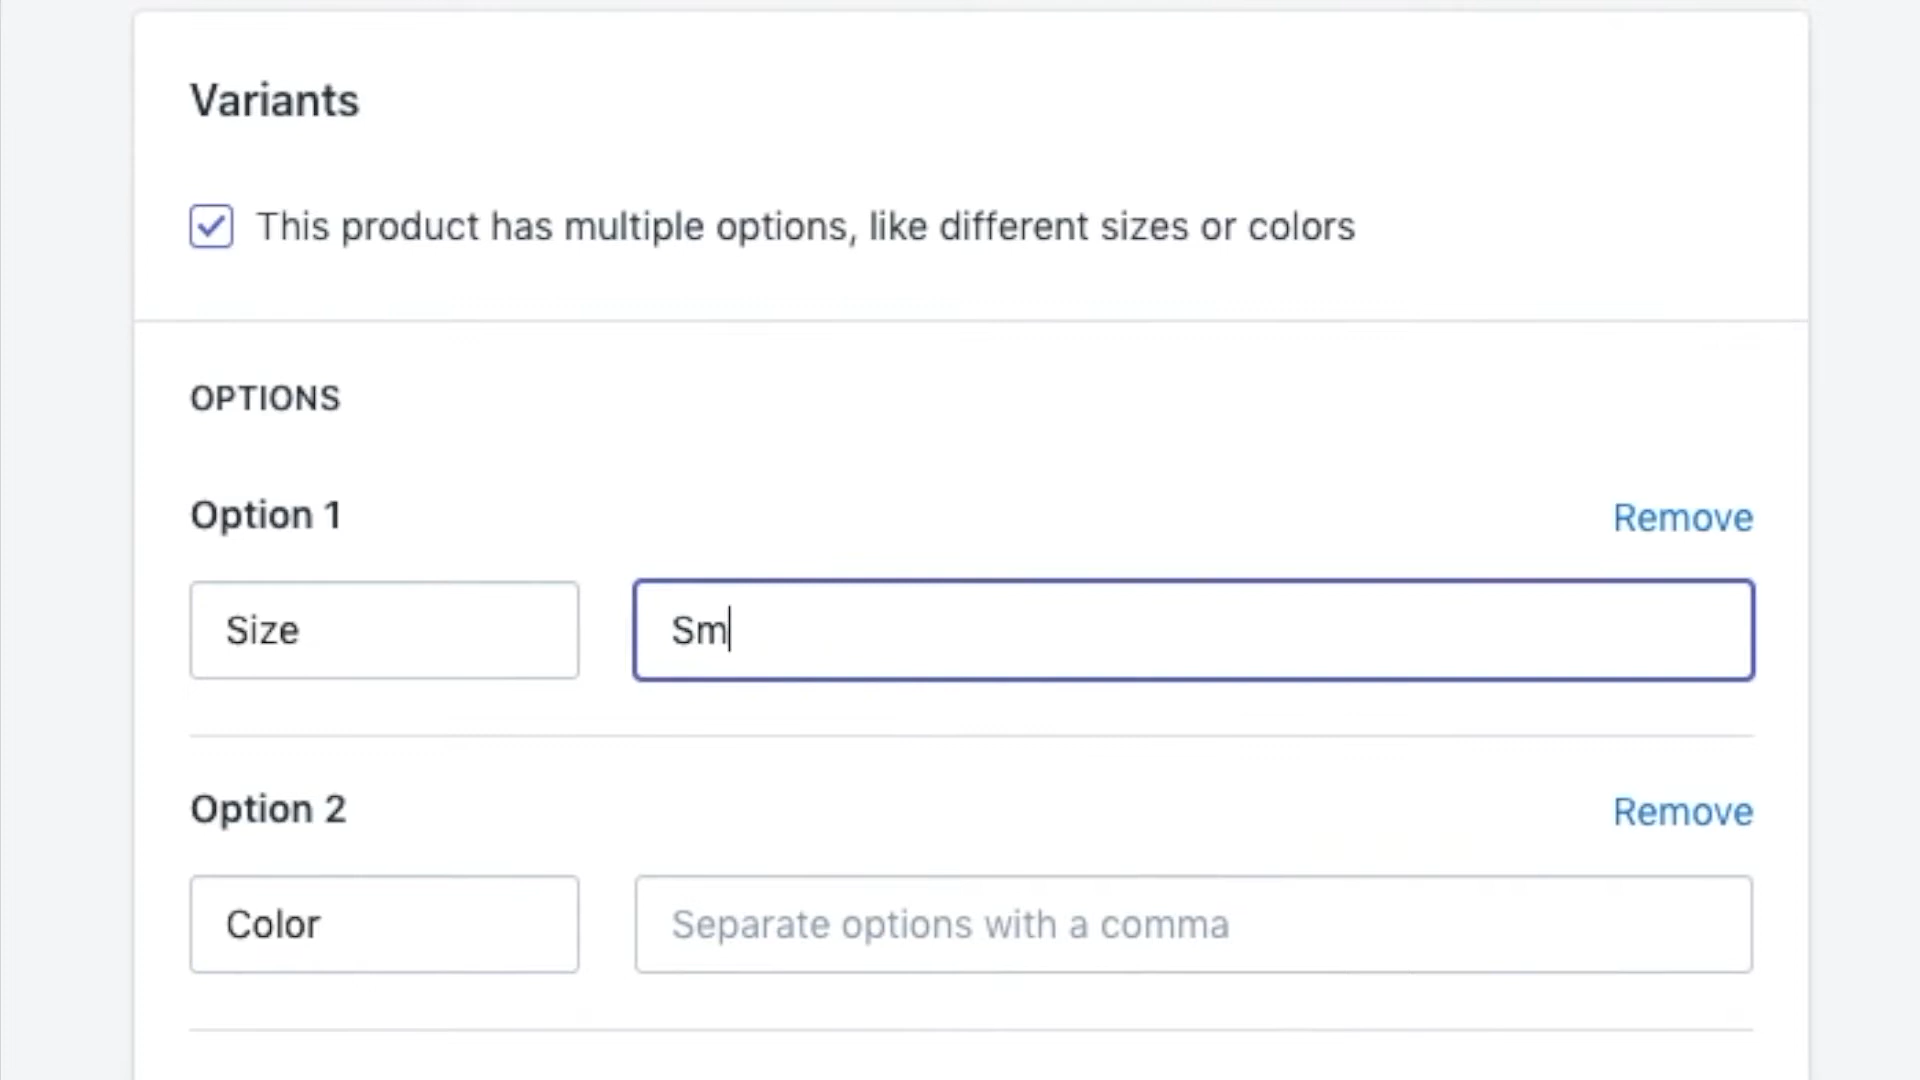 Variants
This product has multiple options, like different sizes or colors
OPTIONS
Option 1
Remove
Size
Sm
Option 2
Remove
Color
Separate options with a comma